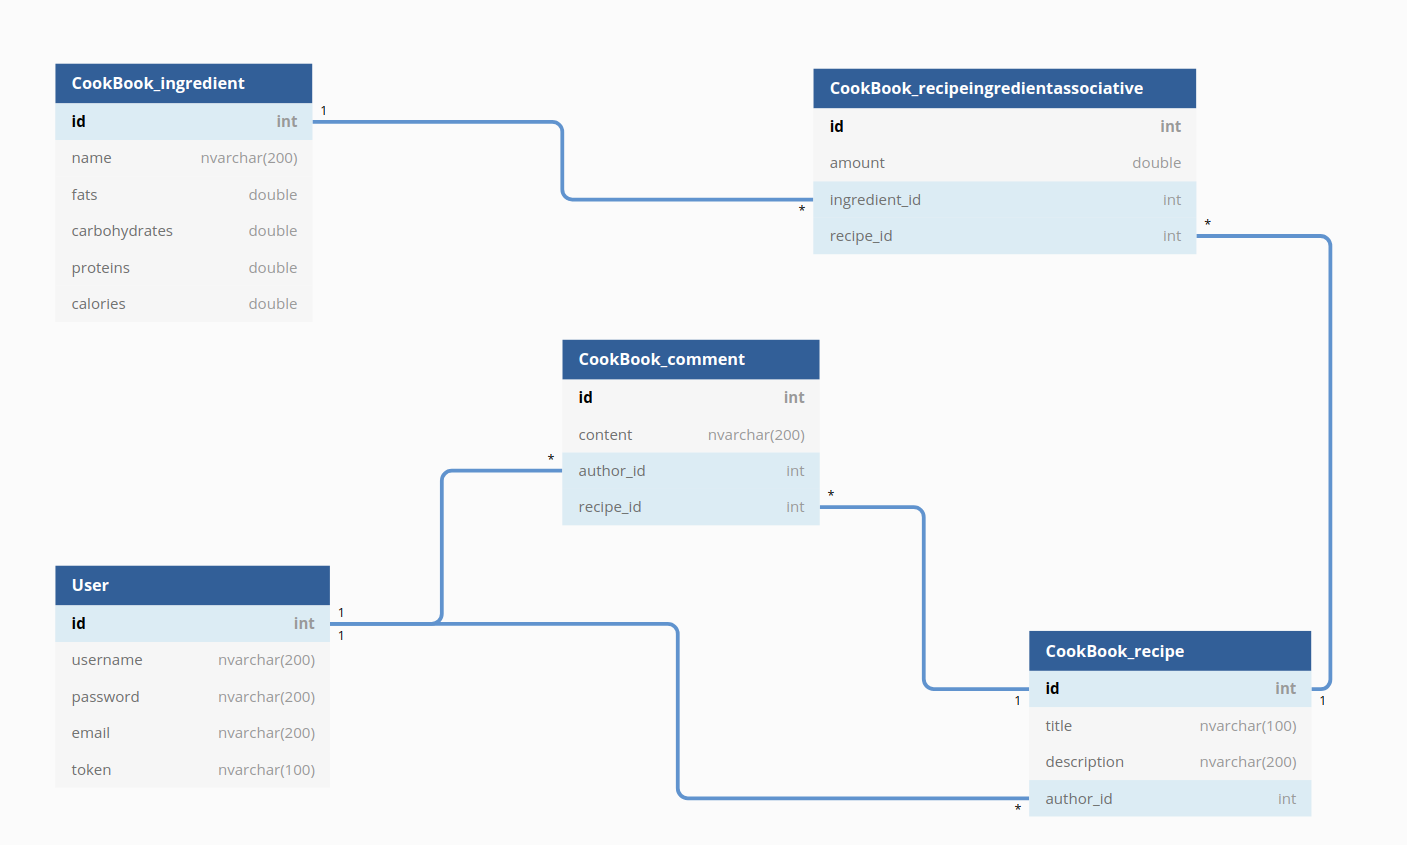 CookBook_ingredient
id int
name nvarchar(200)
fats double
carbohydrates double
proteins double
calories double
1
*
CookBook_recipeingredientassociative
id int
amount double
ingredient_id int
recipe_id int
*
CookBook_comment
id int
content nvarchar(200)
author_id int
recipe_id int
*
*
User
id int
username nvarchar(200)
password nvarchar(200)
email nvarchar(200)
token nvarchar(100)
1
1
CookBook_recipe
id int
title nvarchar(100)
description nvarchar(200)
author_id int
1
1
*